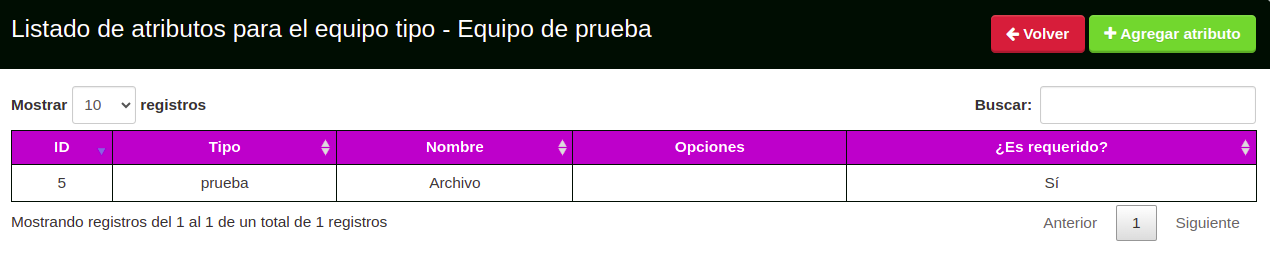 Listado de atributos para el equipo tipo - Equipo de prueba
Volver
Agregar atributo
Mostrar 10 registros
Buscar:
ID Tipo Nombre Opciones ¿Es requerido?
5 prueba Archivo Sí
Mostrando registros del 1 al 1 de un total de 1 registros
Anterior 1 Siguiente